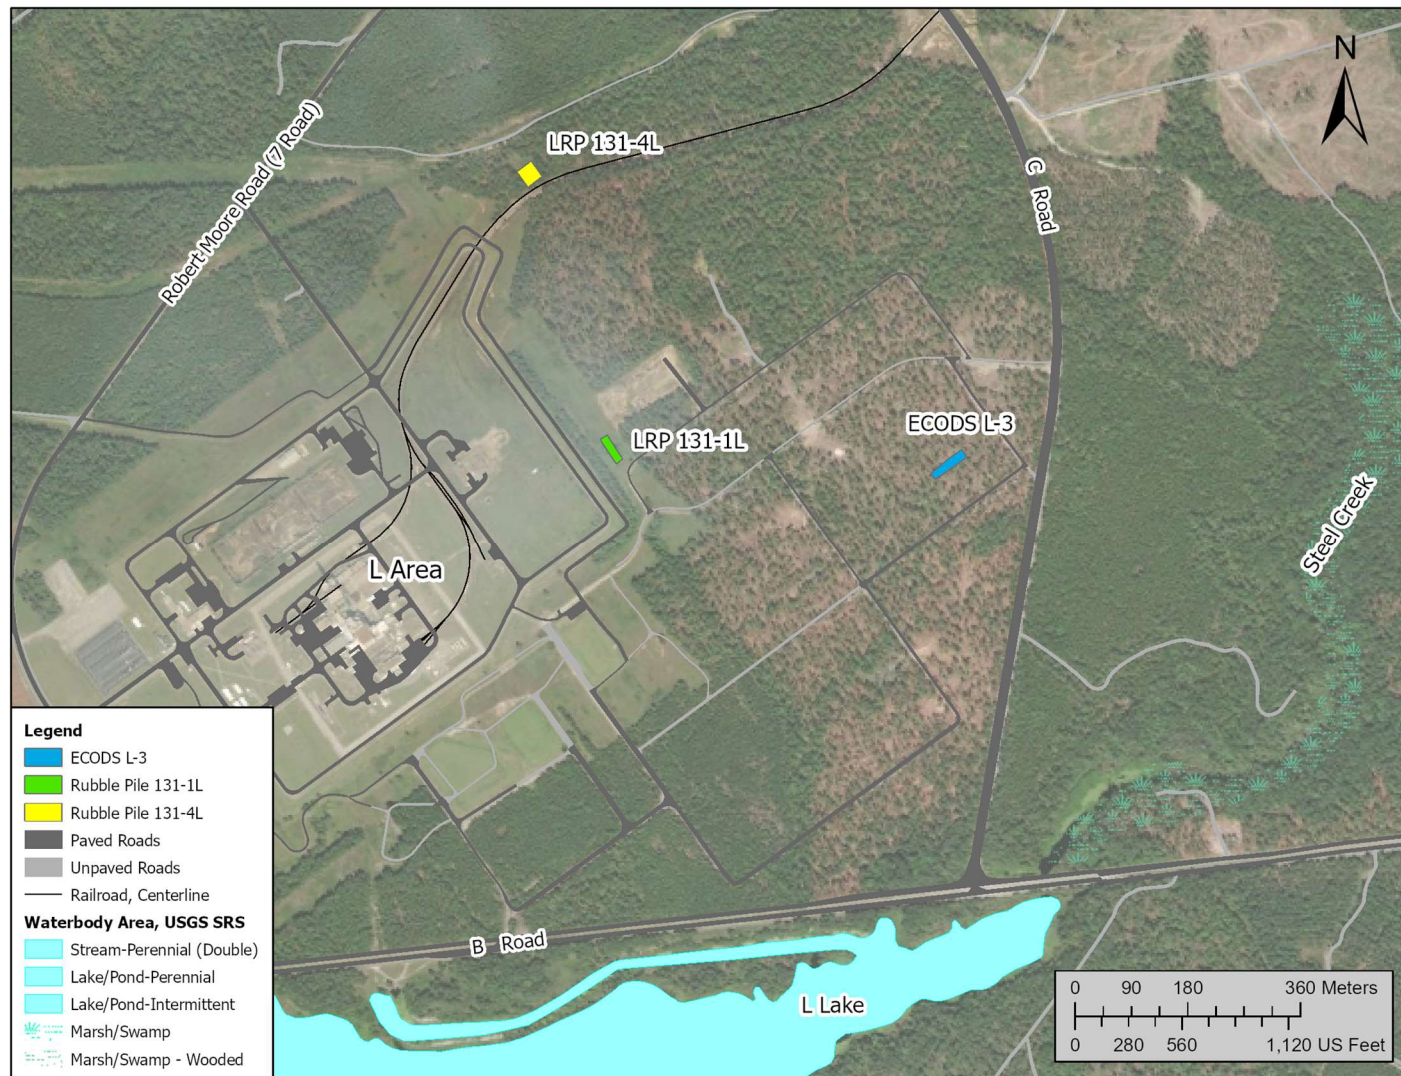 N
LRP 131-4L
Robert Moore Road (7 Road)
C Road
ECODS L-3
LRP 131-1L
Steel Creek
L Area
B Road
L Lake
Legend
ECODS L-3
Rubble Pile 131-1L
Rubble Pile 131-4L
Paved Roads
Unpaved Roads
Railroad, Centerline
Waterbody Area, USGS SRS
Stream-Perennial (Double)
Lake/Pond-Perennial
Lake/Pond-Intermittent
Marsh/Swamp
Marsh/Swamp - Wooded
0 90 180 360 Meters
0 280 560 1,120 US Feet